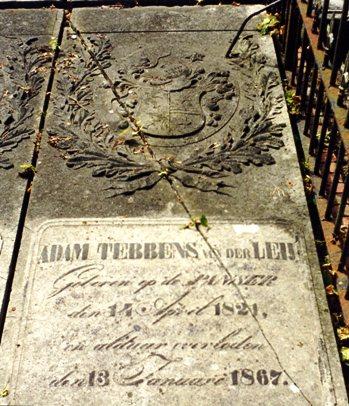 ADAM TEBBENS VAN DER LEIJ
Geboren op de PAUWER
den 14 April 1821,
en aldaar overleden
den 13 Januari 1867.